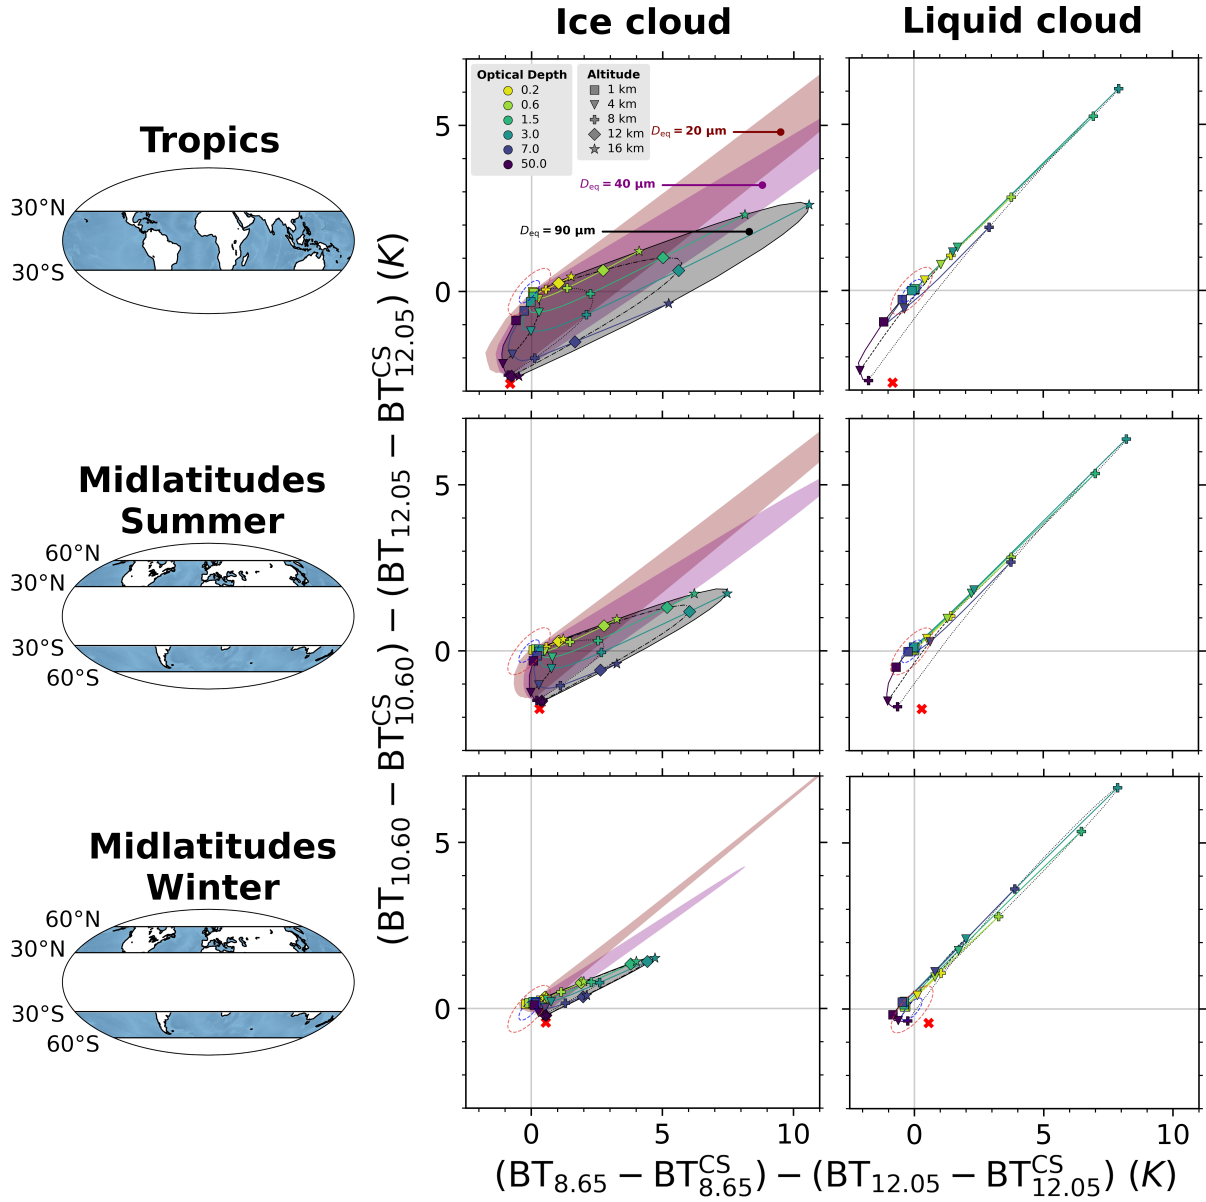 Ice cloud
Liquid cloud
Optical Depth
0.2
0.6
1.5
3.0
7.0
50.0
Altitude
1 km
4 km
8 km
12 km
16 km
D_eq = 20 µm
D_eq = 40 µm
D_eq = 90 µm
5
0
Tropics
30°N
30°S
Midlatitudes
Summer
60°N
30°N
30°S
60°S
5
0
Midlatitudes
Winter
60°N
30°N
30°S
60°S
5
0
(BT_10.60 − BT^CS_10.60) − (BT_12.05 − BT^CS_12.05) (K)
0 5 10
0 5 10
(BT_8.65 − BT^CS_8.65) − (BT_12.05 − BT^CS_12.05) (K)